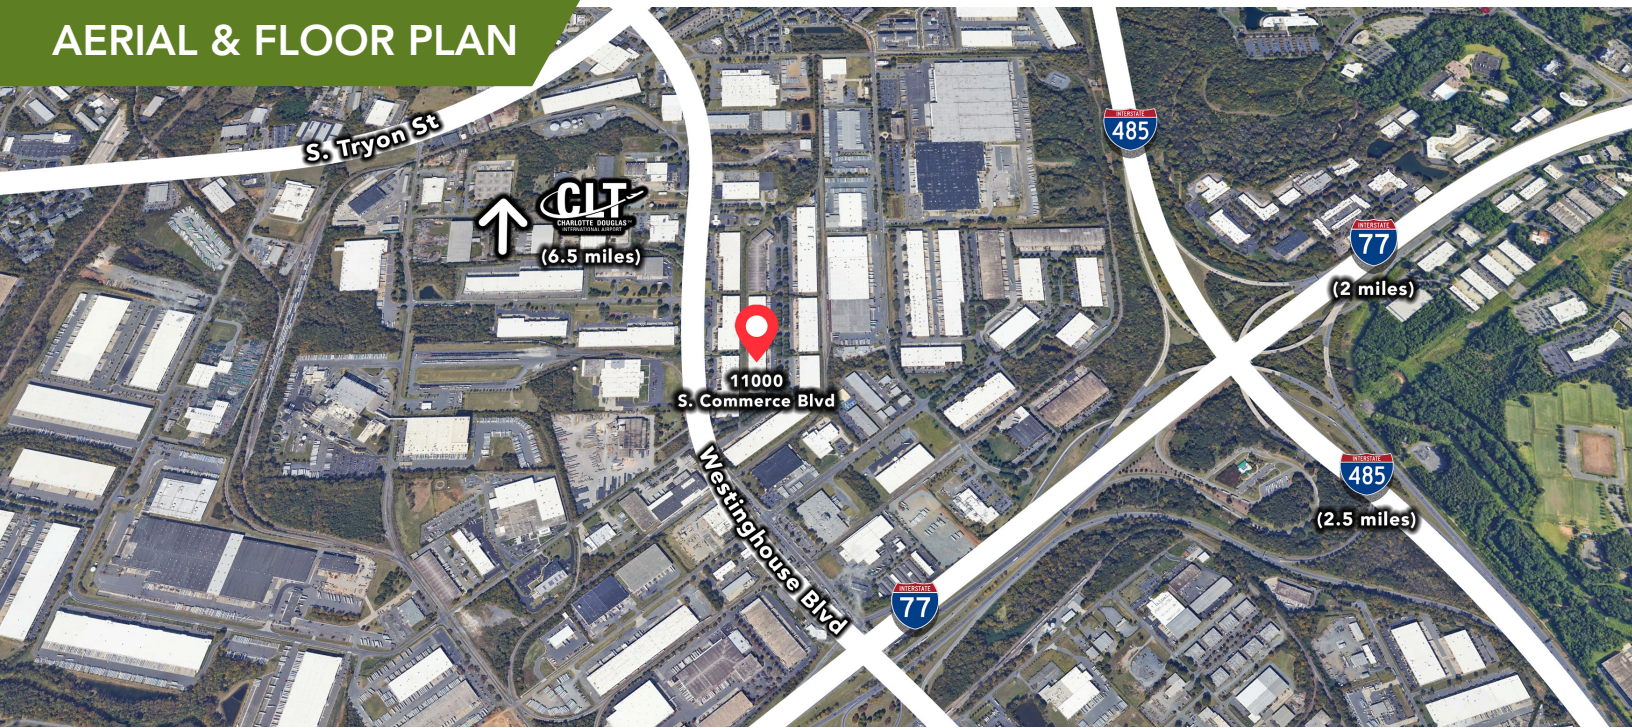 AERIAL & FLOOR PLAN
S. Tryon St
INTERSTATE
485
CLT
CHARLOTTE DOUGLAS
INTERNATIONAL AIRPORT
(6.5 miles)
INTERSTATE
77
(2 miles)
11000
S. Commerce Blvd
INTERSTATE
485
(2.5 miles)
Westinghouse Blvd
INTERSTATE
77